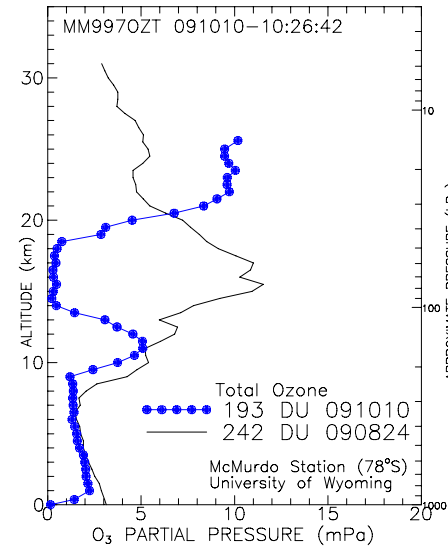 MM997OZT 091010-10:26:42
30
20
10
0
ALTITUDE (km)
10
100
1000
Total Ozone
193 DU 091010
242 DU 090824
McMurdo Station (78°S)
University of Wyoming
0
5
10
15
20
O₃ PARTIAL PRESSURE (mPa)